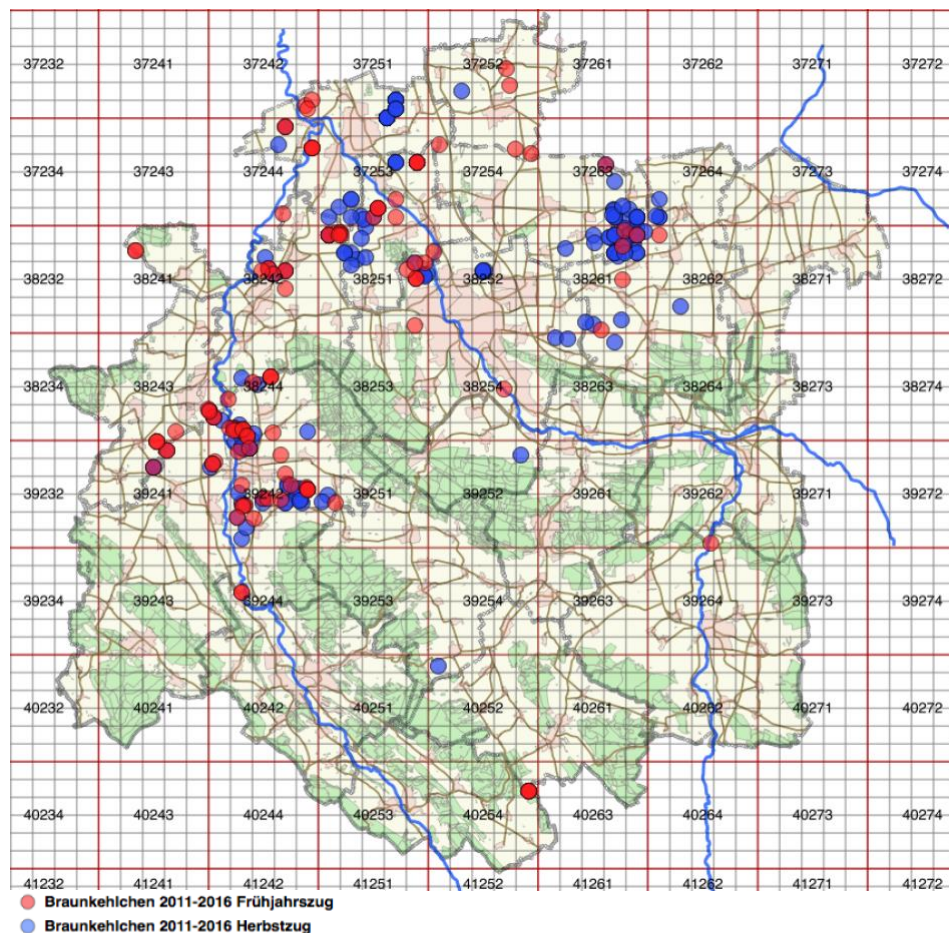 37232 37241 37242 37251 37252 37261 37262 37271 37272
37234 37243 37244 37253 37254 37263 37264 37273 37274
38232 38241 38242 38251 38252 38261 38262 38271 38272
38234 38243 38244 38253 38254 38263 38264 38273 38274
39232 39241 39242 39251 39252 39261 39262 39271 39272
39234 39243 39244 39253 39254 39263 39264 39273 39274
40232 40241 40242 40251 40252 40261 40262 40271 40272
40234 40243 40244 40253 40254 40263 40264 40273 40274
41232 41241 41242 41251 41252 41261 41262 41271 41272
Braunkehlchen 2011-2016 Frühjahrszug
Braunkehlchen 2011-2016 Herbstzug